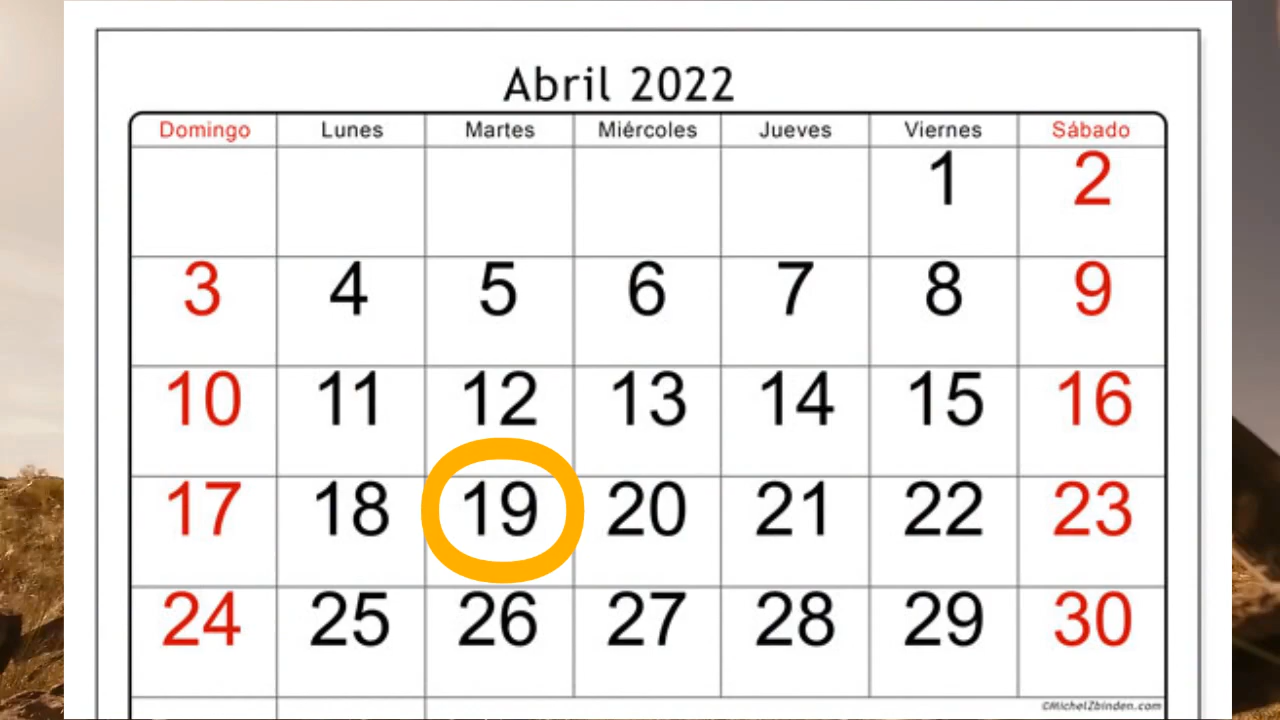 Abril 2022
Domingo Lunes Martes Miércoles Jueves Viernes Sábado
1 2
3 4 5 6 7 8 9
10 11 12 13 14 15 16
17 18 19 20 21 22 23
24 25 26 27 28 29 30
©MichelZbinden.com